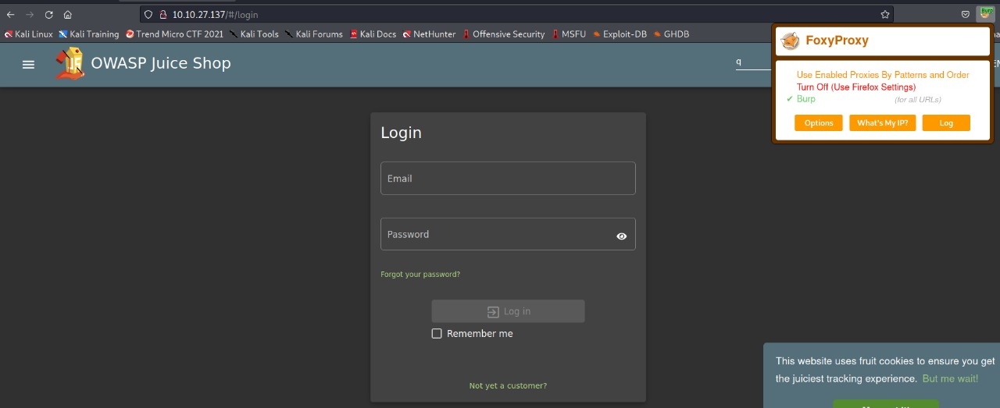 10.10.27.137/#/login
Burp
Kali Linux Kali Training Trend Micro CTF 2021 Kali Tools Kali Forums Kali Docs NetHunter Offensive Security MSFU Exploit-DB GHDB
OWASP Juice Shop
q
EN
FoxyProxy
Use Enabled Proxies By Patterns and Order
Turn Off (Use Firefox Settings)
✔ Burp (for all URLs)
Options What's My IP? Log
Login
Email
Password
Forgot your password?
Log in
Remember me
Not yet a customer?
This website uses fruit cookies to ensure you get
the juiciest tracking experience. But me wait!